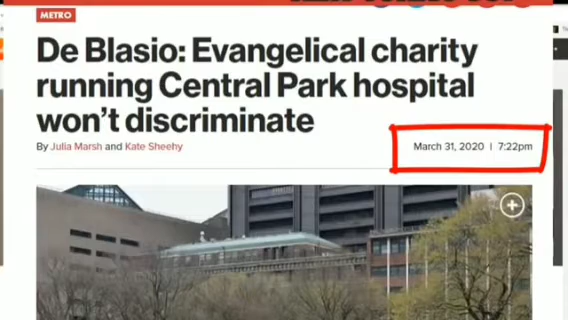 METRO
De Blasio: Evangelical charity
running Central Park hospital
won't discriminate
By Julia Marsh and Kate Sheehy
March 31, 2020 | 7:22pm